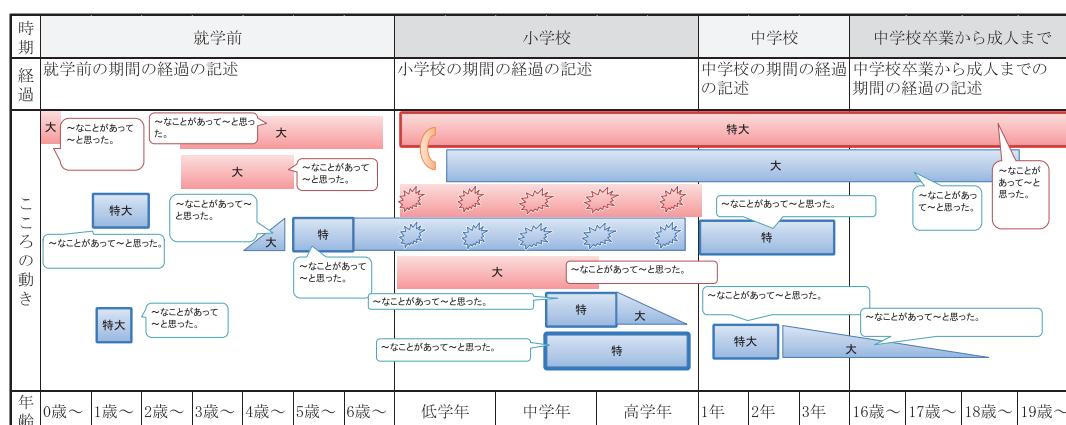 時期
就学前
小学校
中学校
中学校卒業から成人まで
経過
就学前の期間の経過の記述
小学校の期間の経過の記述
中学校の期間の経過
の記述
中学校卒業から成人までの
期間の経過の記述
こころの動き
大
～なことがあって
～と思った。
～なことがあって～と思っ
た。
大
特大
大
～なことがあって
～と思った。
大
～なことがあっ
て～と思った。
～なことが
あって～と
思った。
特大
～なことがあって～
と思った。
～なことがあって～と思った。
～なことがあって～と思った。
大
特
特
～なことがあって
～と思った。
大
～なことがあって～と思った。
～なことがあって～と思った。
～なことがあって～と思った。
特大
～なことがあって
～と思った。
特
大
～なことがあって～と思った。
特
特大
大
～なことがあって～と思った。
年齢
0歳～
1歳～
2歳～
3歳～
4歳～
5歳～
6歳～
低学年
中学年
高学年
1年
2年
3年
16歳～
17歳～
18歳～
19歳～